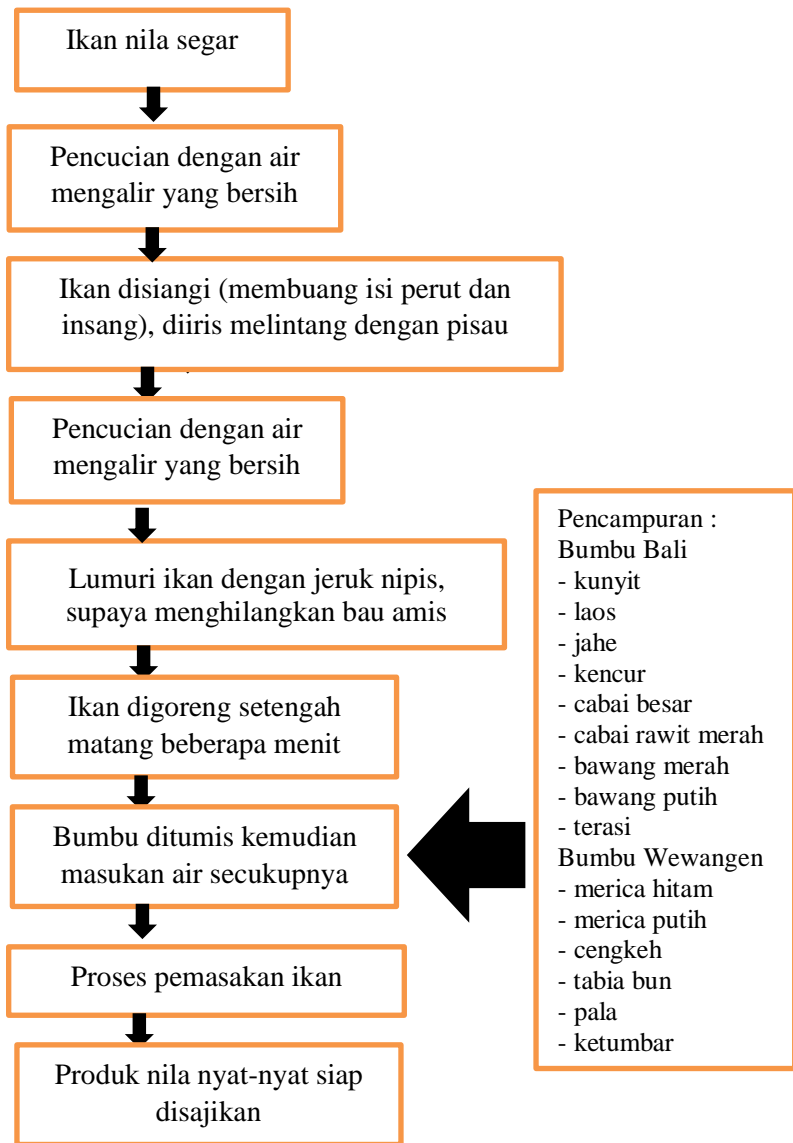 Ikan nila segar
Pencucian dengan air
mengalir yang bersih
Ikan disiangi (membuang isi perut dan
insang), diiris melintang dengan pisau
Pencucian dengan air
mengalir yang bersih
Lumuri ikan dengan jeruk nipis,
supaya menghilangkan bau amis
Ikan digoreng setengah
matang beberapa menit
Bumbu ditumis kemudian
masukan air secukupnya
Pencampuran :
Bumbu Bali
- kunyit
- laos
- jahe
- kencur
- cabai besar
- cabai rawit merah
- bawang merah
- bawang putih
- terasi
Bumbu Wewangen
- merica hitam
- merica putih
- cengkeh
- tabia bun
- pala
- ketumbar
Proses pemasakan ikan
Produk nila nyat-nyat siap
disajikan